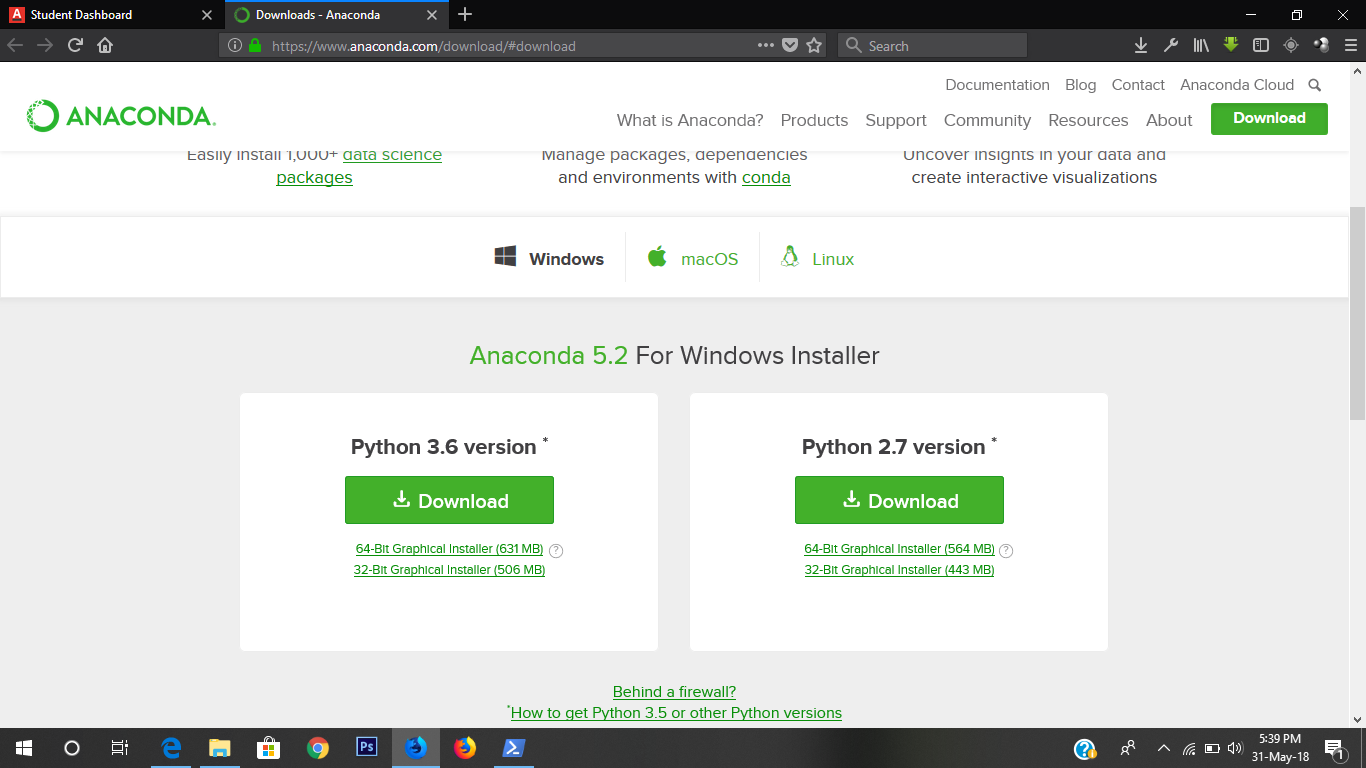 Student Dashboard
Downloads - Anaconda
https://www.anaconda.com/download/#download
Search
Documentation Blog Contact Anaconda Cloud
ANACONDA.
What is Anaconda? Products Support Community Resources About Download
Easily install 1,000+ data science
packages
Manage packages, dependencies
and environments with conda
Uncover insights in your data and
create interactive visualizations
Windows macOS Linux
Anaconda 5.2 For Windows Installer
Python 3.6 version *
Download
64-Bit Graphical Installer (631 MB) ?
32-Bit Graphical Installer (506 MB)
Python 2.7 version *
Download
64-Bit Graphical Installer (564 MB) ?
32-Bit Graphical Installer (443 MB)
Behind a firewall?
*How to get Python 3.5 or other Python versions
Ps
5:39 PM
31-May-18
1